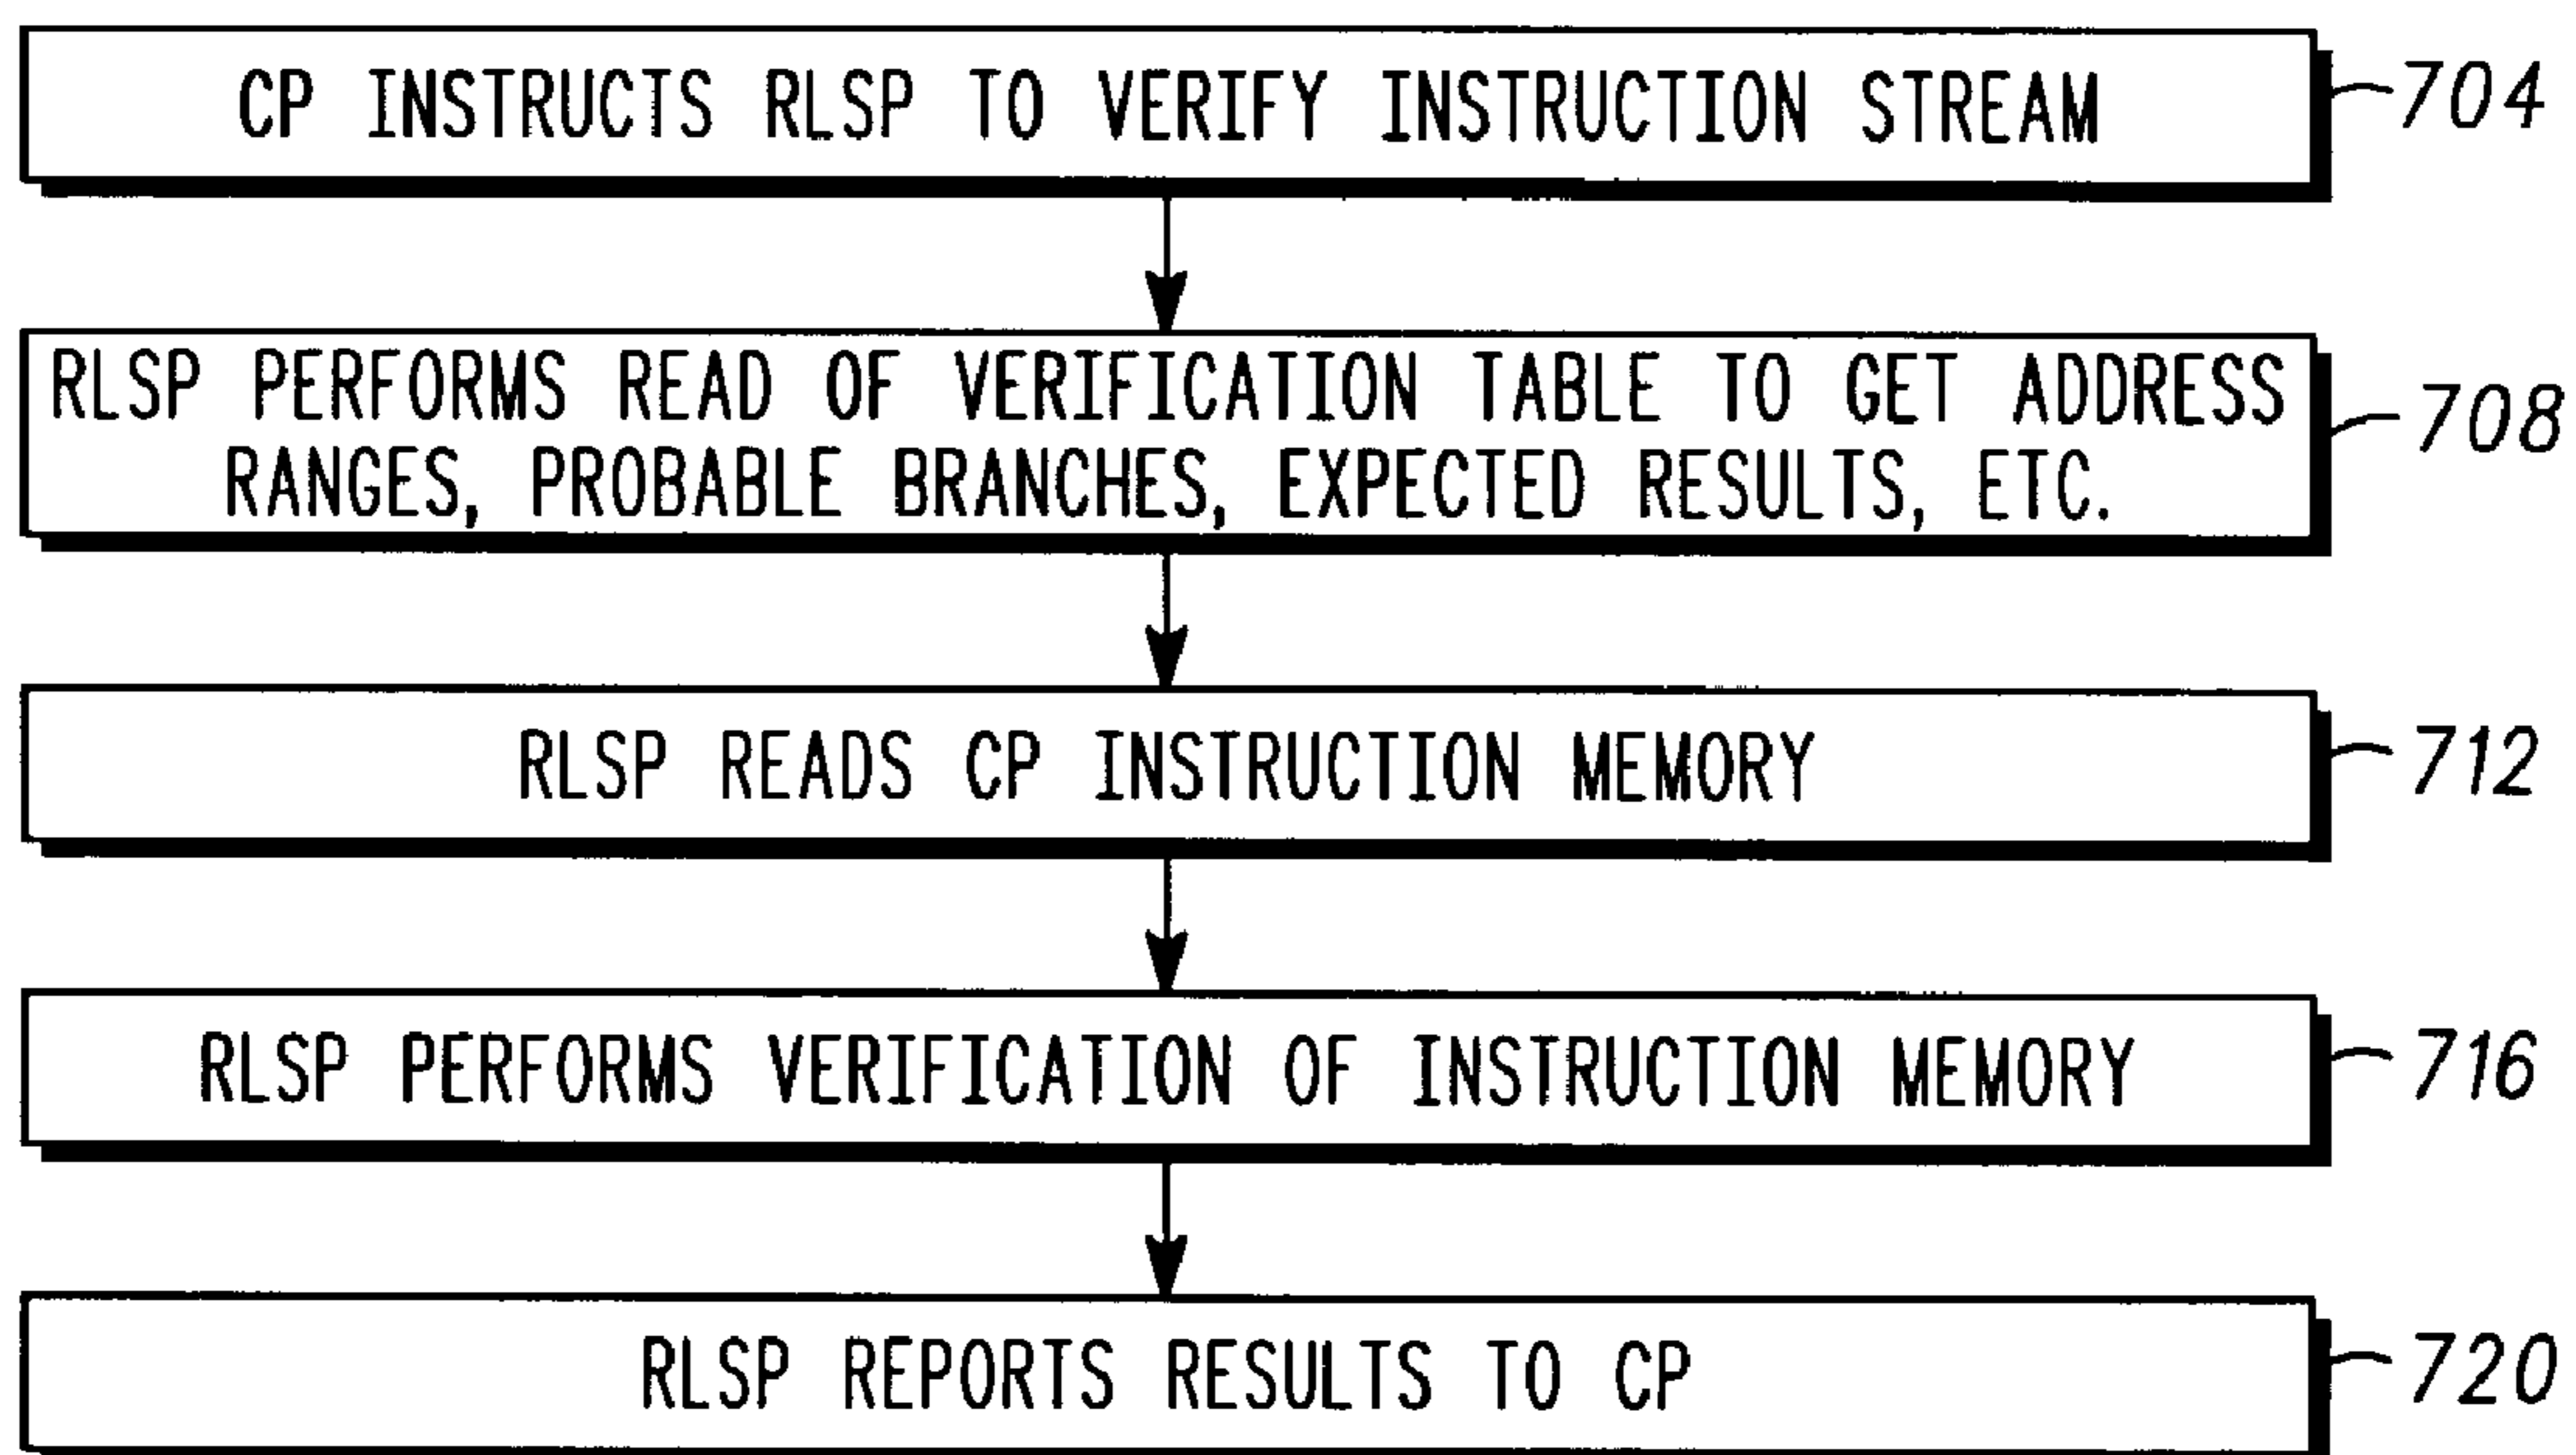 CP INSTRUCTS RLSP TO VERIFY INSTRUCTION STREAM
704
RLSP PERFORMS READ OF VERIFICATION TABLE TO GET ADDRESS
RANGES, PROBABLE BRANCHES, EXPECTED RESULTS, ETC.
708
RLSP READS CP INSTRUCTION MEMORY
712
RLSP PERFORMS VERIFICATION OF INSTRUCTION MEMORY
716
RLSP REPORTS RESULTS TO CP
720